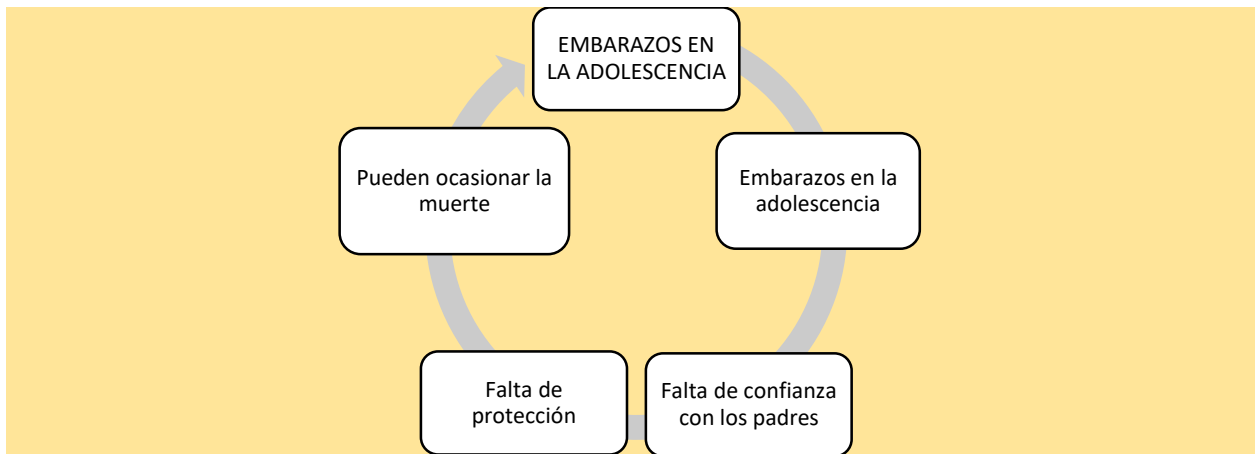 EMBARAZOS EN
LA ADOLESCENCIA
Embarazos en la
adolescencia
Falta de confianza
con los padres
Falta de
protección
Pueden ocasionar la
muerte